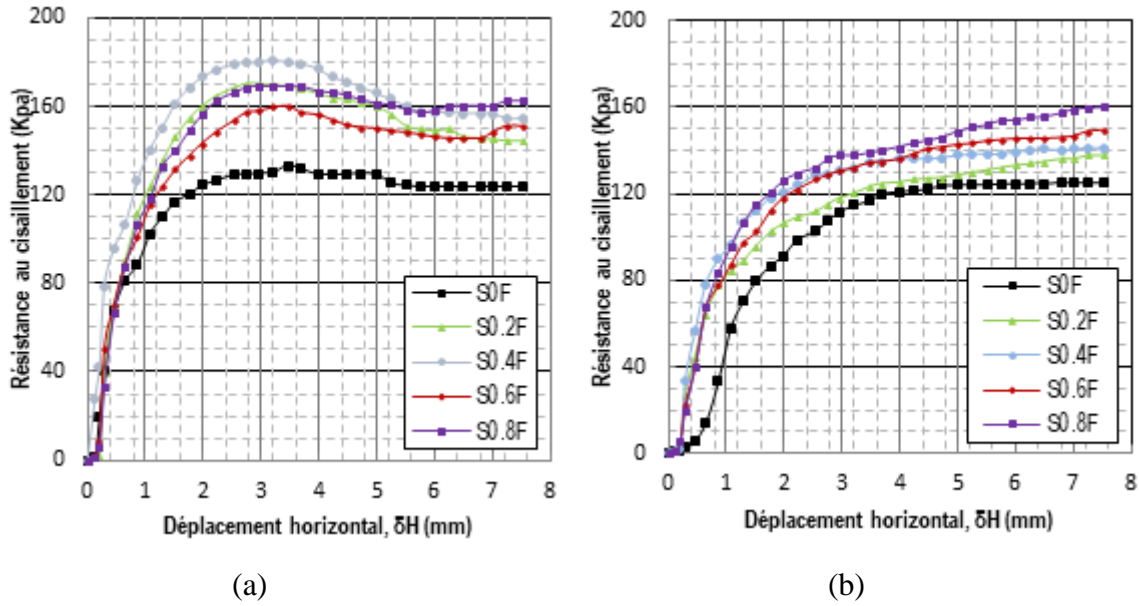 200
160
120
80
40
0
Résistance au cisaillement (Kpa)
S0F
S0.2F
S0.4F
S0.6F
S0.8F
0 1 2 3 4 5 6 7 8
Déplacement horizontal, δH (mm)
(a)
200
160
120
80
40
0
Résistance au cisaillement (Kpa)
S0F
S0.2F
S0.4F
S0.6F
S0.8F
0 1 2 3 4 5 6 7 8
Déplacement horizontal, δH (mm)
(b)